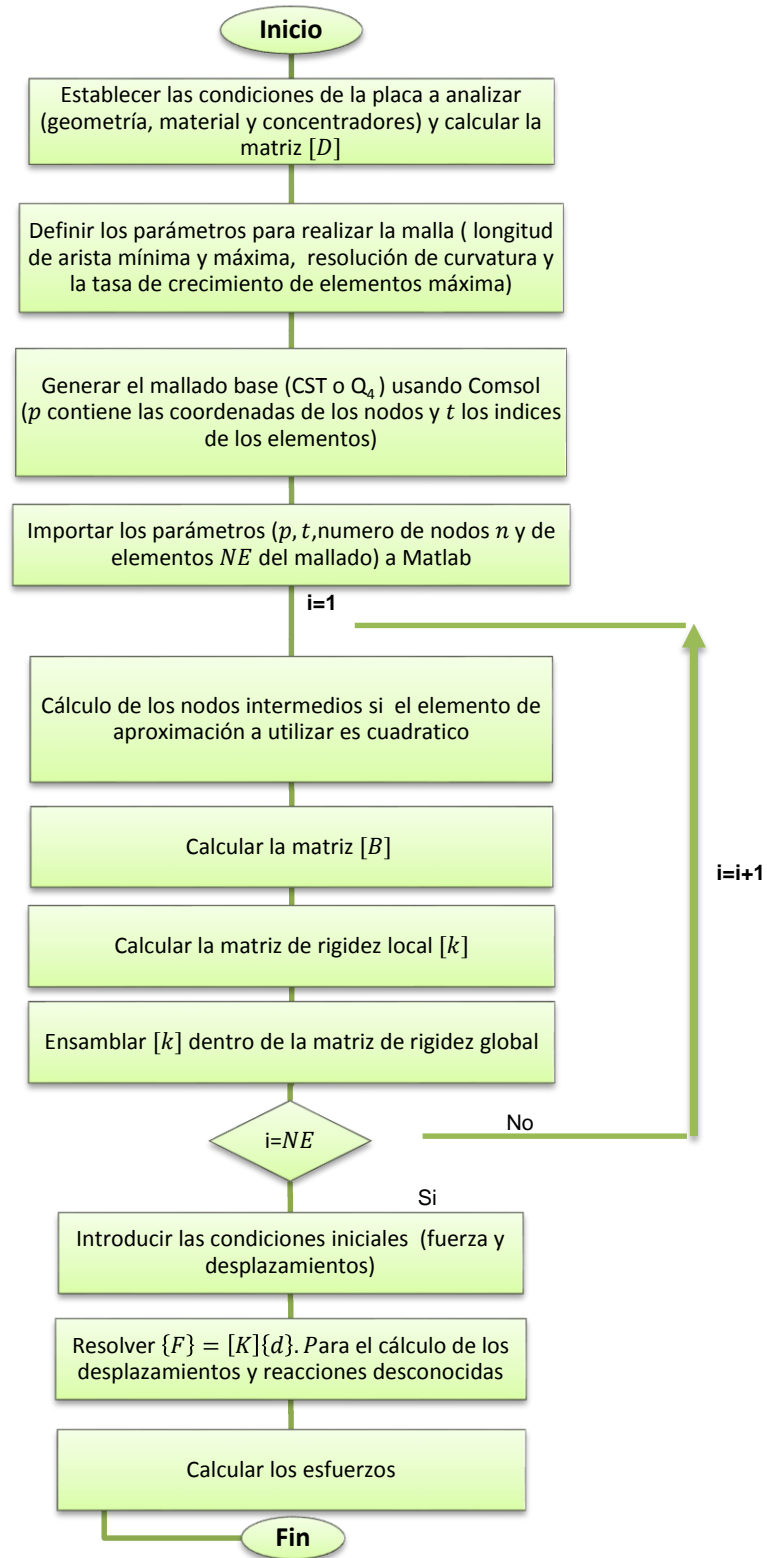 Inicio
Establecer las condiciones de la placa a analizar
(geometría, material y concentradores) y calcular la
matriz [D]
Definir los parámetros para realizar la malla ( longitud
de arista mínima y máxima, resolución de curvatura y
la tasa de crecimiento de elementos máxima)
Generar el mallado base (CST o Q₄ ) usando Comsol
(p contiene las coordenadas de los nodos y t los indices
de los elementos)
Importar los parámetros (p, t,numero de nodos n y de
elementos NE del mallado) a Matlab
i=1
Cálculo de los nodos intermedios si el elemento de
aproximación a utilizar es cuadratico
Calcular la matriz [B]
i=i+1
Calcular la matriz de rigidez local [k]
Ensamblar [k] dentro de la matriz de rigidez global
i=NE
No
Si
Introducir las condiciones iniciales (fuerza y
desplazamientos)
Resolver {F} = [K]{d}. Para el cálculo de los
desplazamientos y reacciones desconocidas
Calcular los esfuerzos
Fin